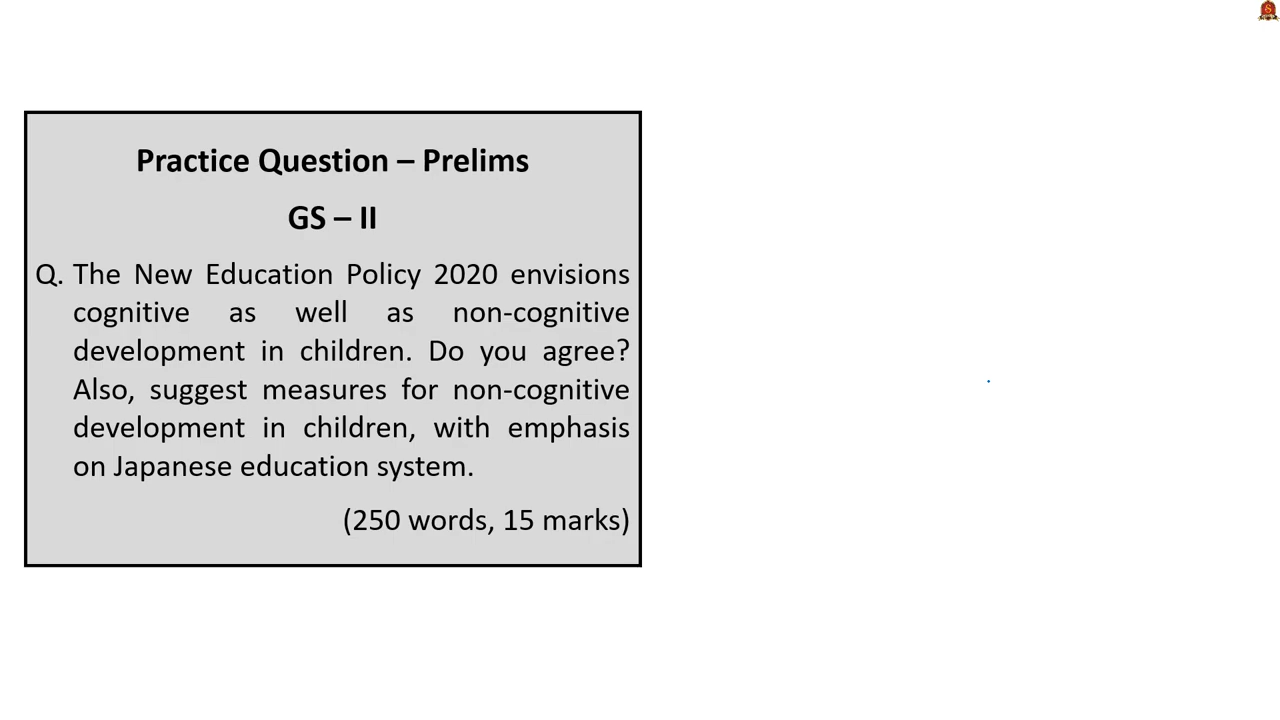 Practice Question – Prelims
GS – II
Q. The New Education Policy 2020 envisions
cognitive as well as non-cognitive
development in children. Do you agree?
Also, suggest measures for non-cognitive
development in children, with emphasis
on Japanese education system.
(250 words, 15 marks)